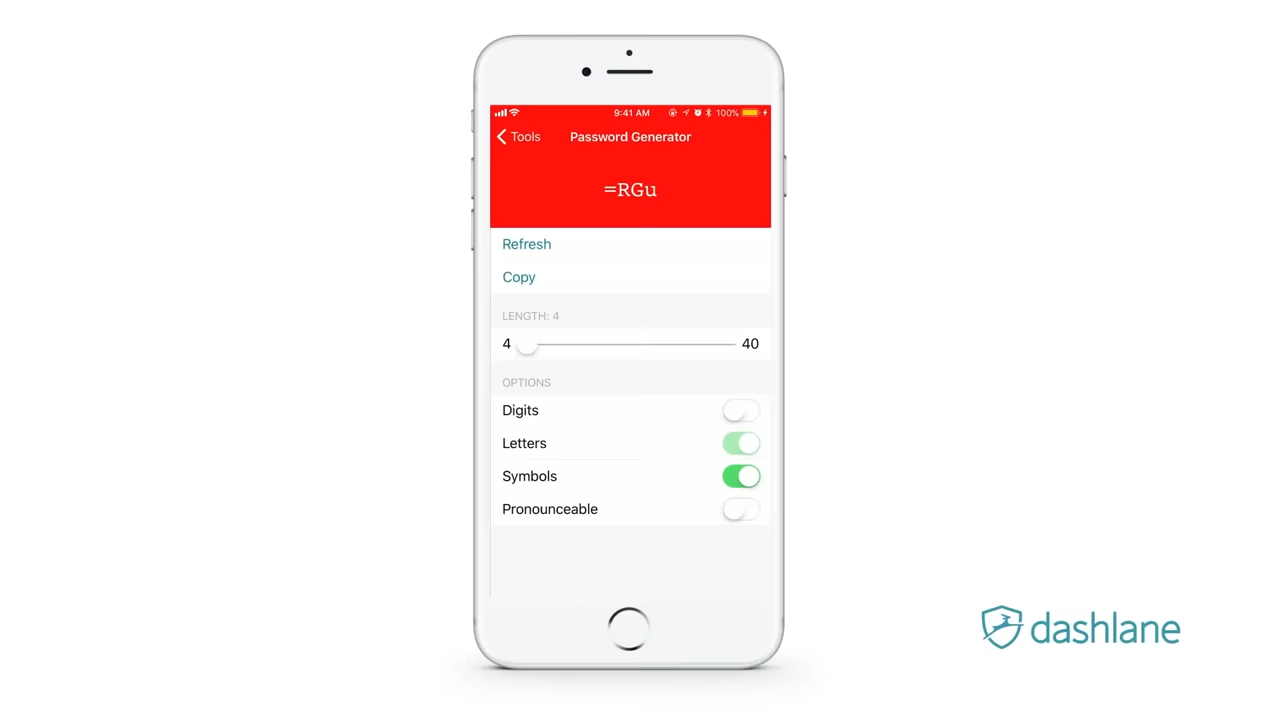 9:41 AM 100%
Tools Password Generator
=RGu
Refresh
Copy
LENGTH: 4
4 40
OPTIONS
Digits
Letters
Symbols
Pronounceable
dashlane